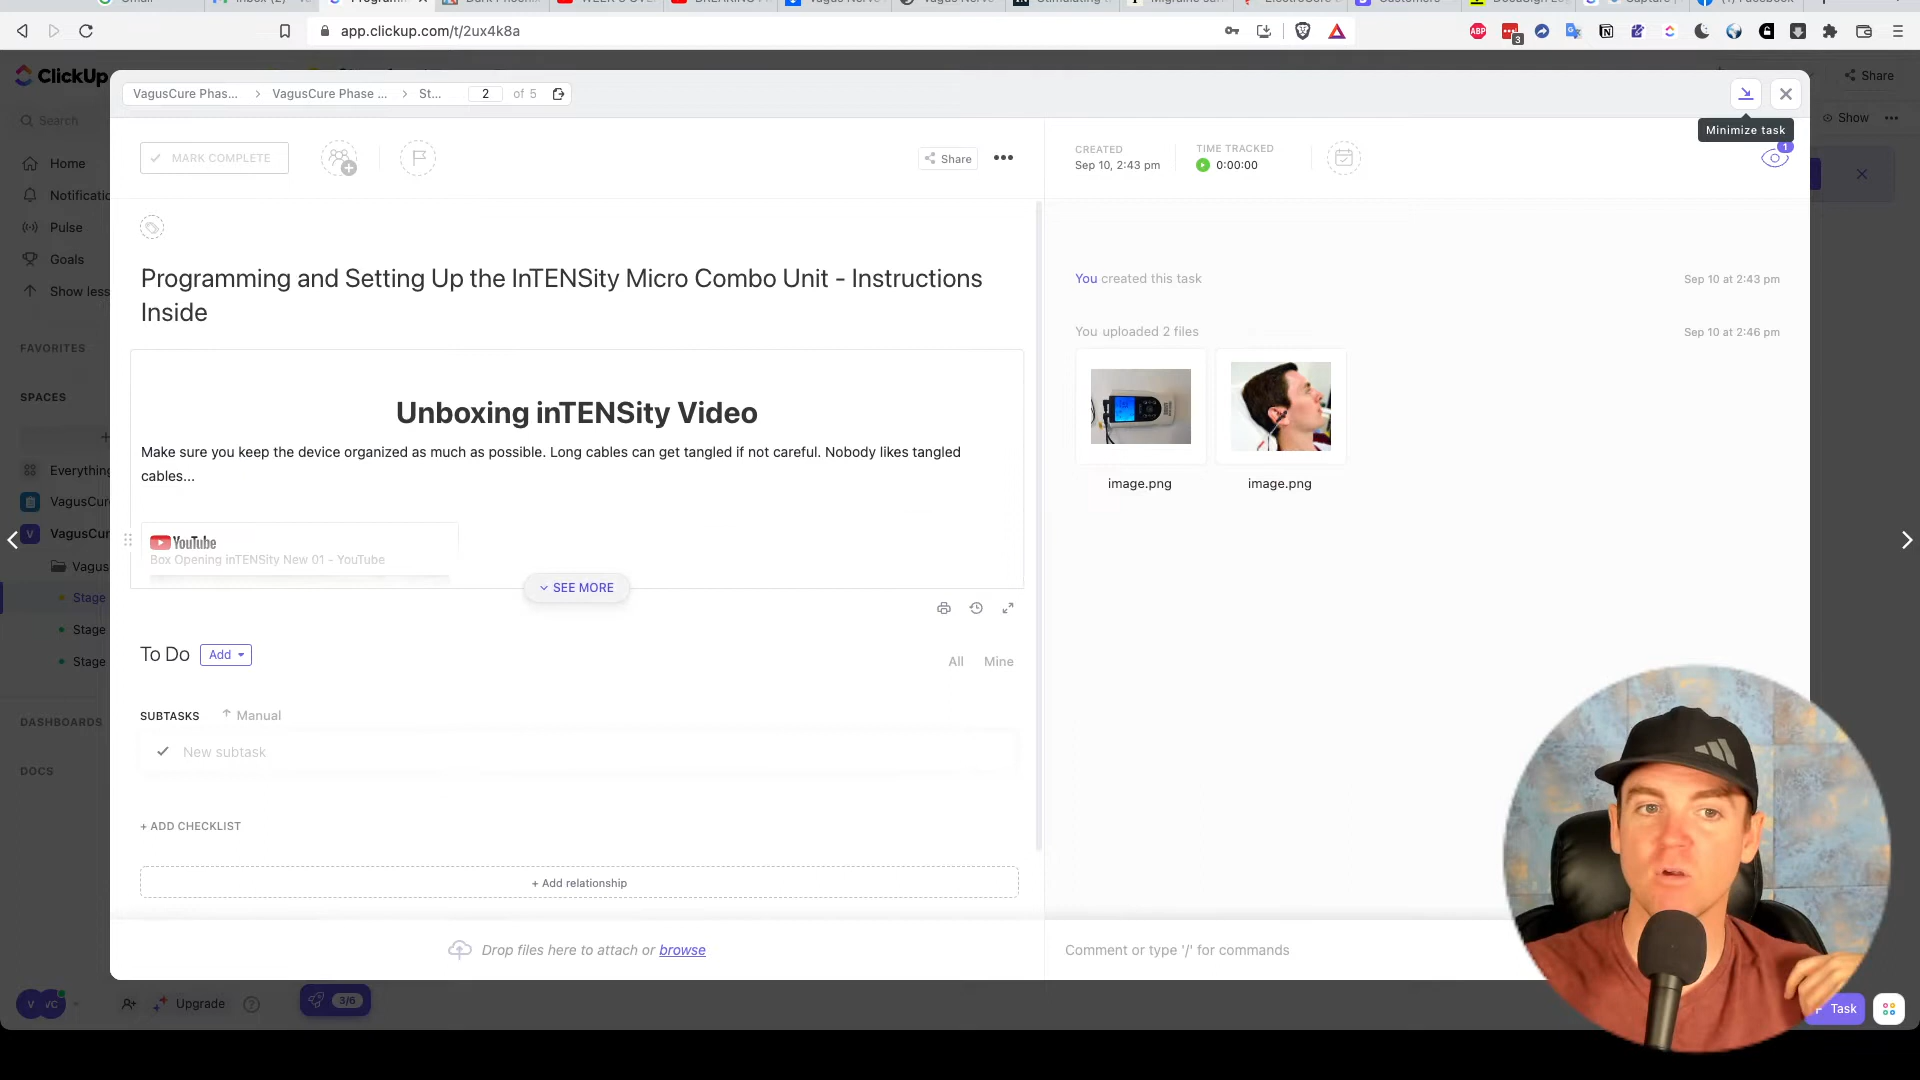 app.clickup.com/t/2ux4k8a
3
ClickUp
Share
VagusCure Phas...
VagusCure Phase ...
St...
2
of 5
Search
Show
Minimize task
MARK COMPLETE
Share
CREATED
Sep 10, 2:43 pm
TIME TRACKED
0:00:00
1
Home
Notificatio
Pulse
Goals
Show less
FAVORITES
SPACES
Everything
VagusCur
VagusCur
Vagus
Stage
Stage
Stage
DASHBOARDS
DOCS
Programming and Setting Up the InTENSity Micro Combo Unit - Instructions
Inside
Unboxing inTENSity Video
Make sure you keep the device organized as much as possible. Long cables can get tangled if not careful. Nobody likes tangled
cables...
YouTube
Box Opening inTENSity New 01 - YouTube
SEE MORE
To Do
Add
All
Mine
SUBTASKS
Manual
New subtask
+ ADD CHECKLIST
+ Add relationship
Drop files here to attach or browse
You created this task
Sep 10 at 2:43 pm
You uploaded 2 files
Sep 10 at 2:46 pm
image.png
image.png
Comment or type '/' for commands
V
VC
Upgrade
3/6
Task